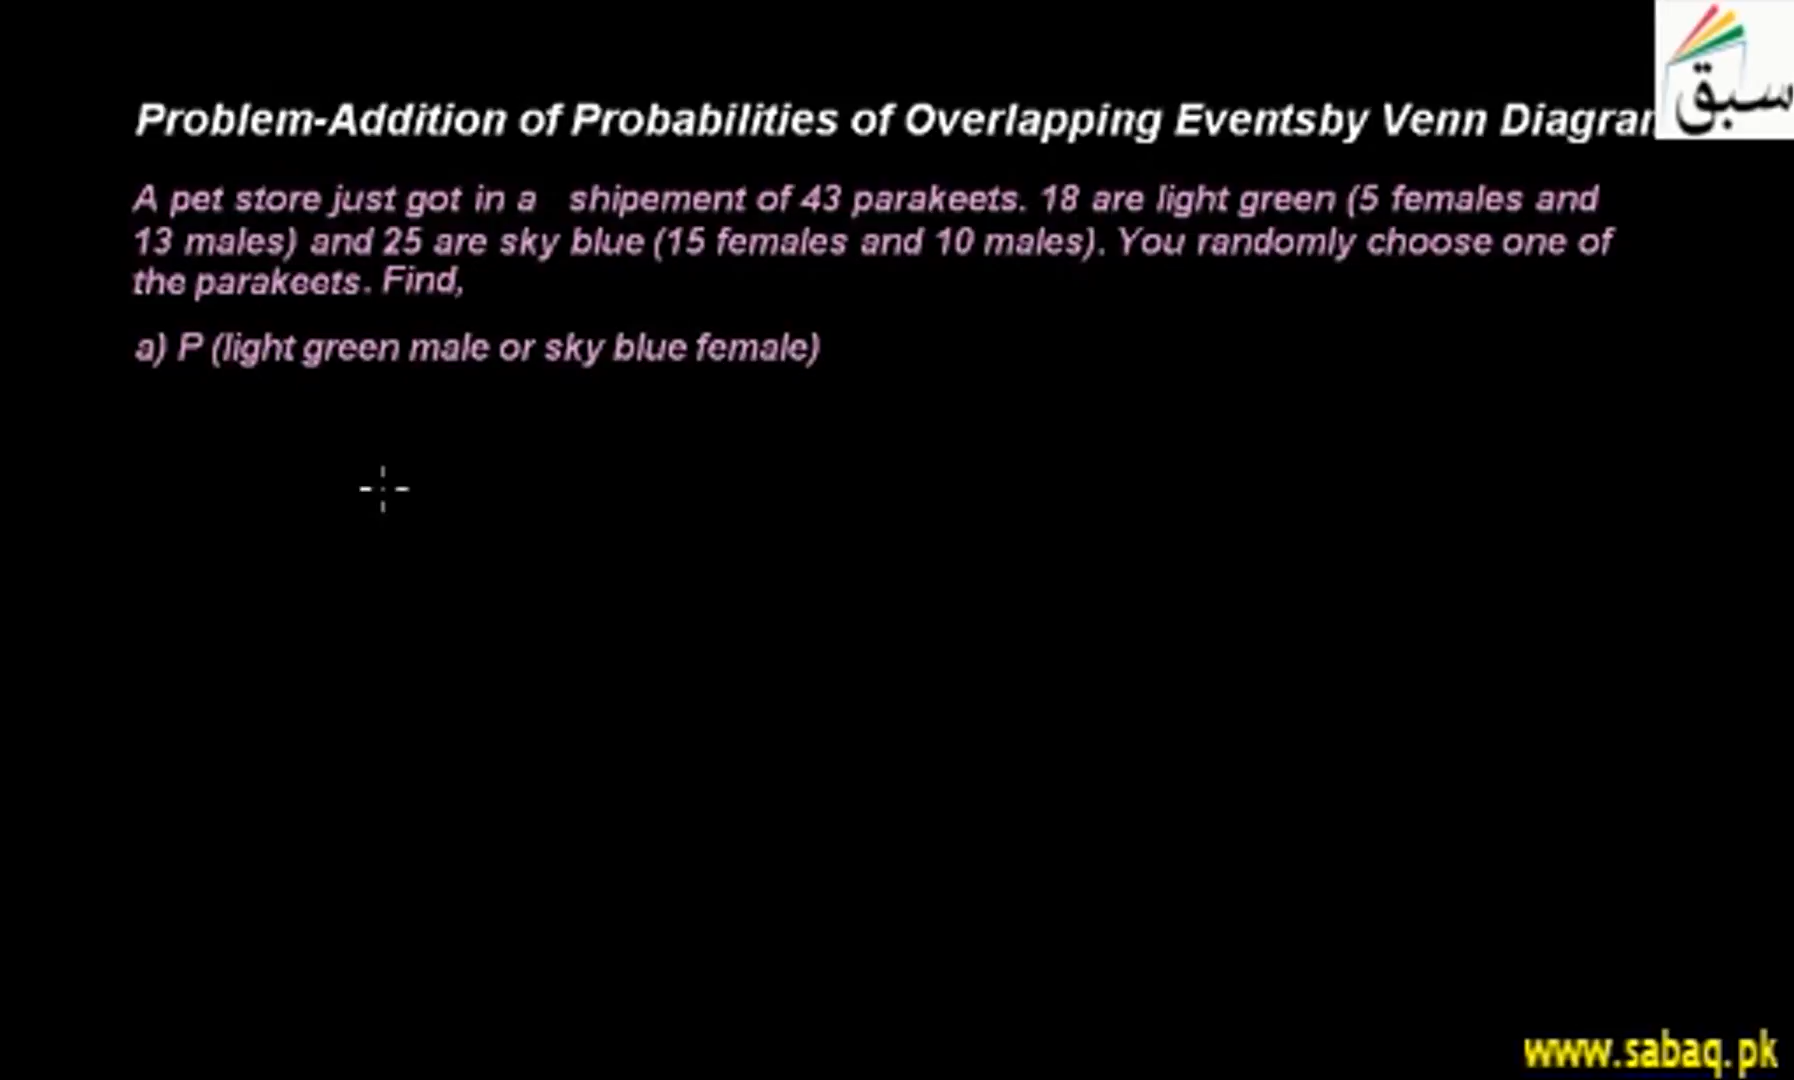 سبق
Problem-Addition of Probabilities of Overlapping Eventsby Venn Diagram
A pet store just got in a shipement of 43 parakeets. 18 are light green (5 females and
13 males) and 25 are sky blue (15 females and 10 males). You randomly choose one of
the parakeets. Find,
a) P (light green male or sky blue female)
www.sabaq.pk